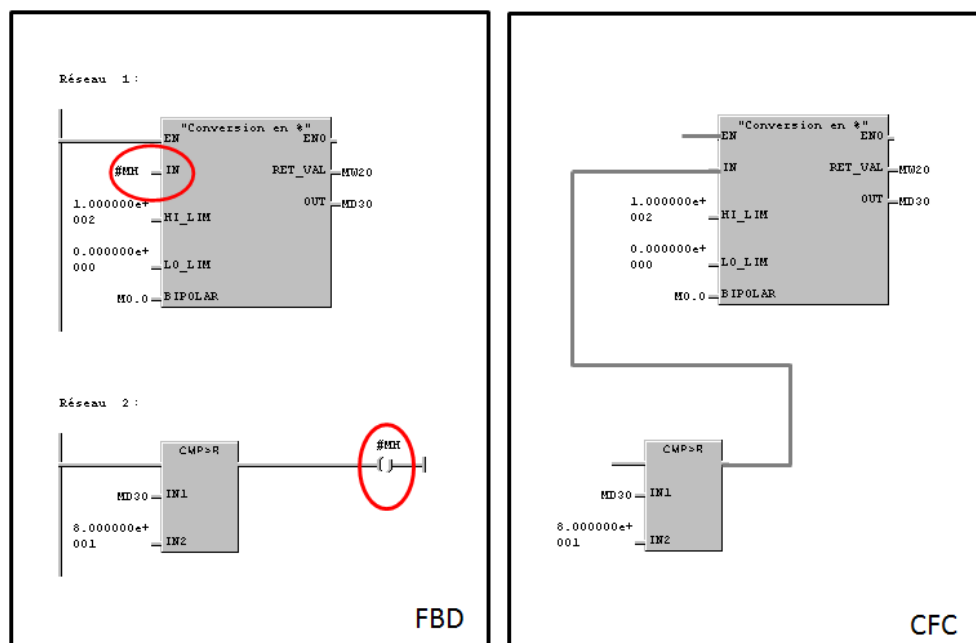 Réseau 1:
"Conversion en %"
EN ENO
#MH IN RET_VAL MW20
OUT MD30
1.000000e+
002 HI_LIM
0.000000e+
000 LO_LIM
M0.0 BIPOLAR
Réseau 2:
CMP>R
#MH
( )
MD30 IN1
8.000000e+
001 IN2
FBD
"Conversion en %"
EN ENO
IN RET_VAL MW20
OUT MD30
1.000000e+
002 HI_LIM
0.000000e+
000 LO_LIM
M0.0 BIPOLAR
CMP>R
MD30 IN1
8.000000e+
001 IN2
CFC